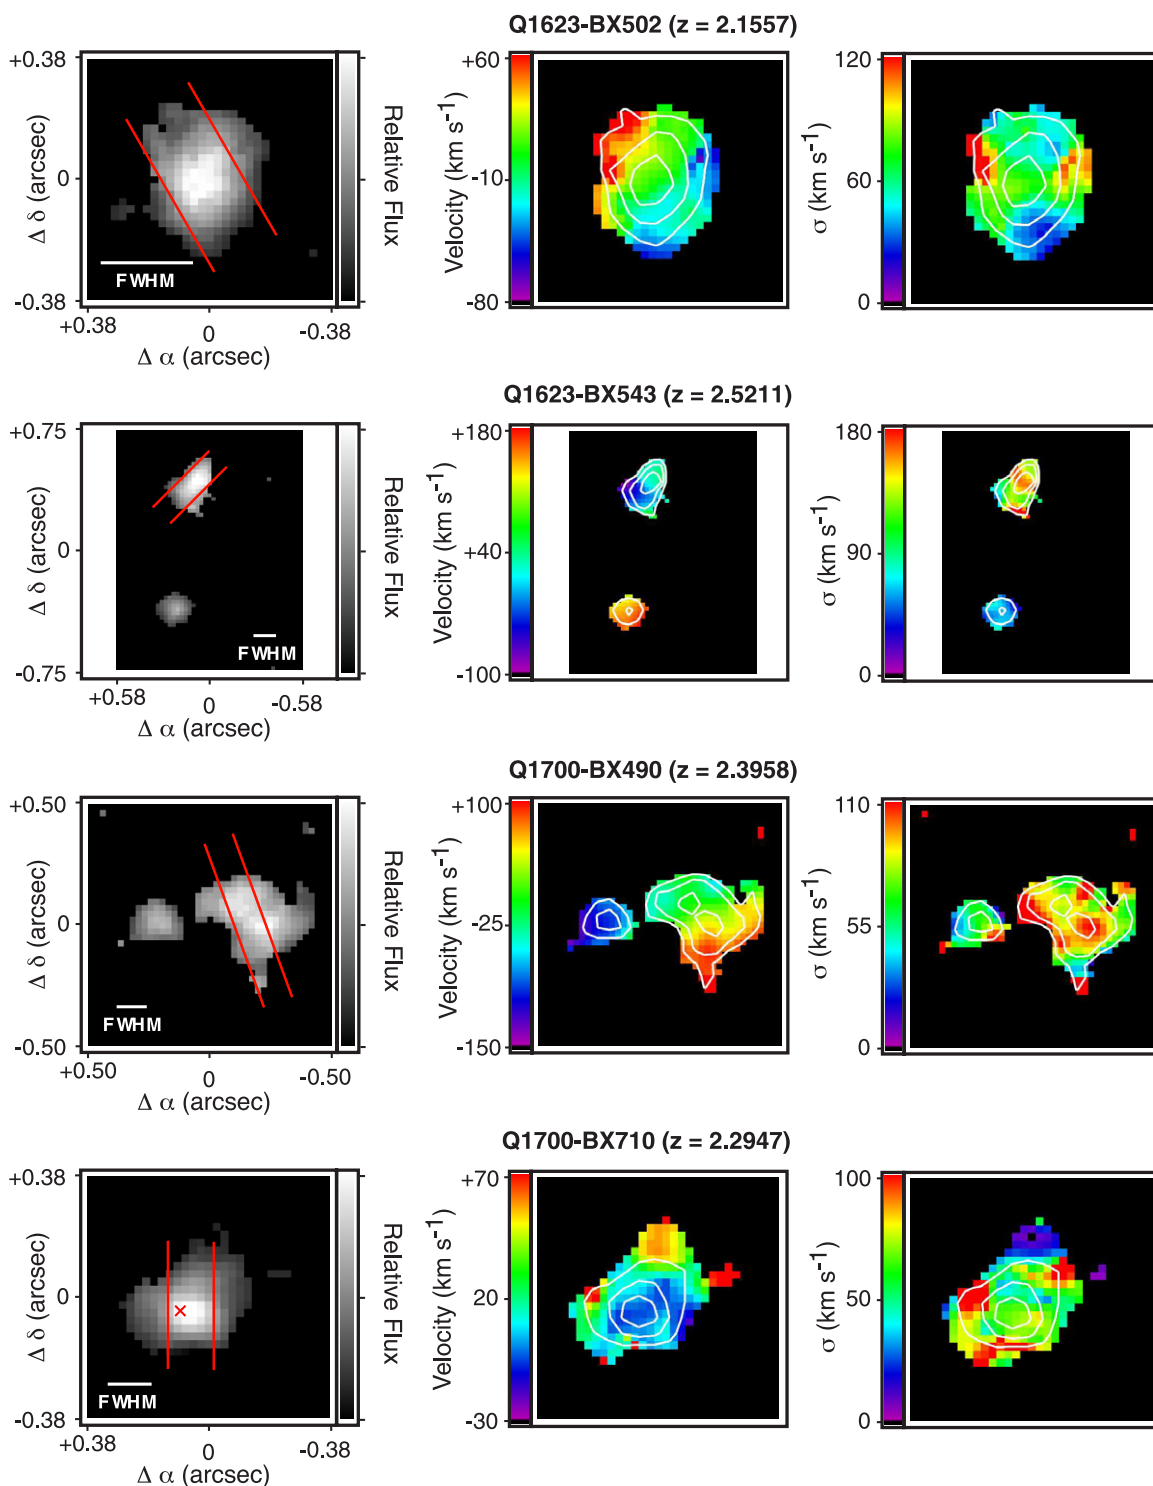 Q1623-BX502 (z = 2.1557)
+0.38
0
-0.38
Δ δ (arcsec)
FWHM
+0.38
0
-0.38
Δ α (arcsec)
Relative Flux
+60
-10
-80
Velocity (km s-1)
120
60
0
σ (km s-1)
Q1623-BX543 (z = 2.5211)
+0.75
0
-0.75
Δ δ (arcsec)
FWHM
+0.58
0
-0.58
Δ α (arcsec)
Relative Flux
+180
+40
-100
Velocity (km s-1)
180
90
0
σ (km s-1)
Q1700-BX490 (z = 2.3958)
+0.50
0
-0.50
Δ δ (arcsec)
FWHM
+0.50
0
-0.50
Δ α (arcsec)
Relative Flux
+100
-25
-150
Velocity (km s-1)
110
55
0
σ (km s-1)
Q1700-BX710 (z = 2.2947)
+0.38
0
-0.38
Δ δ (arcsec)
FWHM
+0.38
0
-0.38
Δ α (arcsec)
Relative Flux
+70
20
-30
Velocity (km s-1)
100
50
0
σ (km s-1)